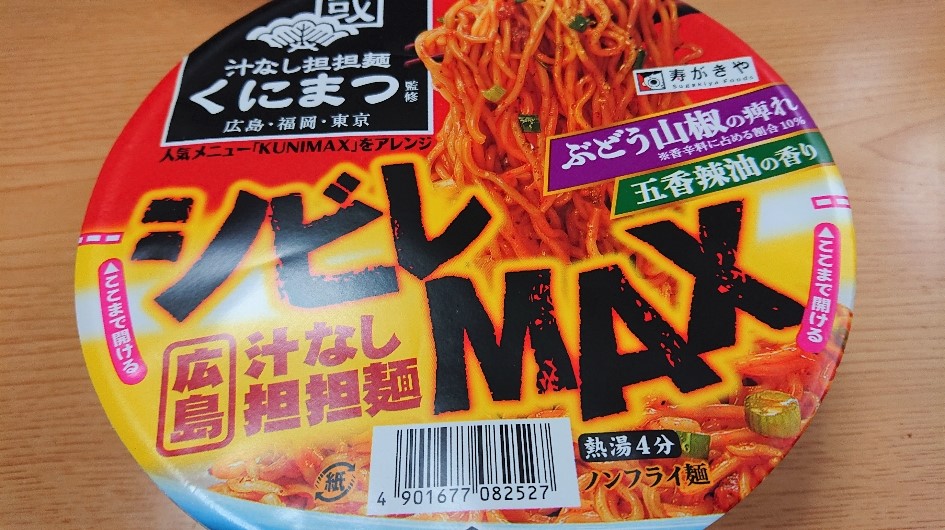 國
汁なし担担麺
くにまつ
監修
広島・福岡・東京
人気メニュー「KUNIMAX」をアレンジ
寿がきや
Sugakiya Foods
ぶどう山椒の痺れ
※香辛料に占める割合 10%
五香辣油の香り
シビレ
MAX
▲ここまで開ける
▲ここまで開ける
広島
汁なし
担担麺
熱湯4分
ノンフライ麺
紙
4 901677 082527